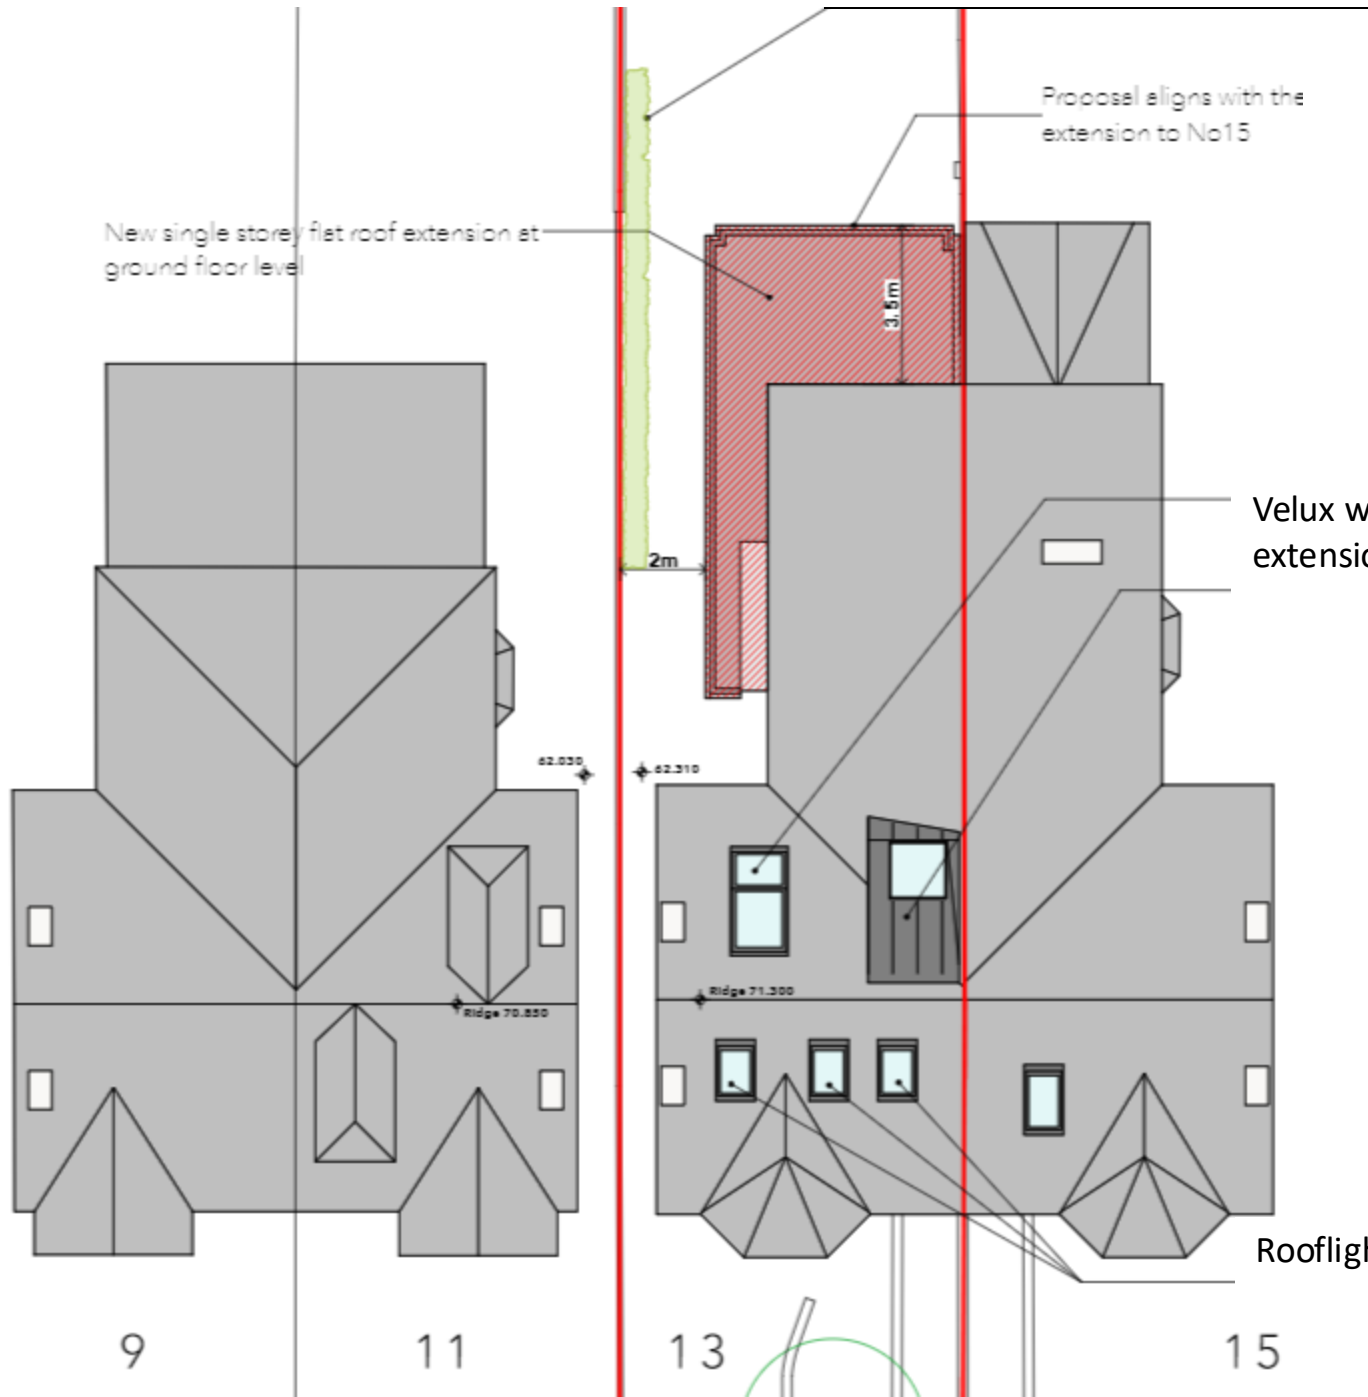 Proposal aligns with the
extension to No15
New single storey flat roof extension at
ground floor level
3.5m
Velux w
extensio
2m
62.030
62.310
Ridge 71.300
Ridge 70.850
Roofligh
9
11
13
15